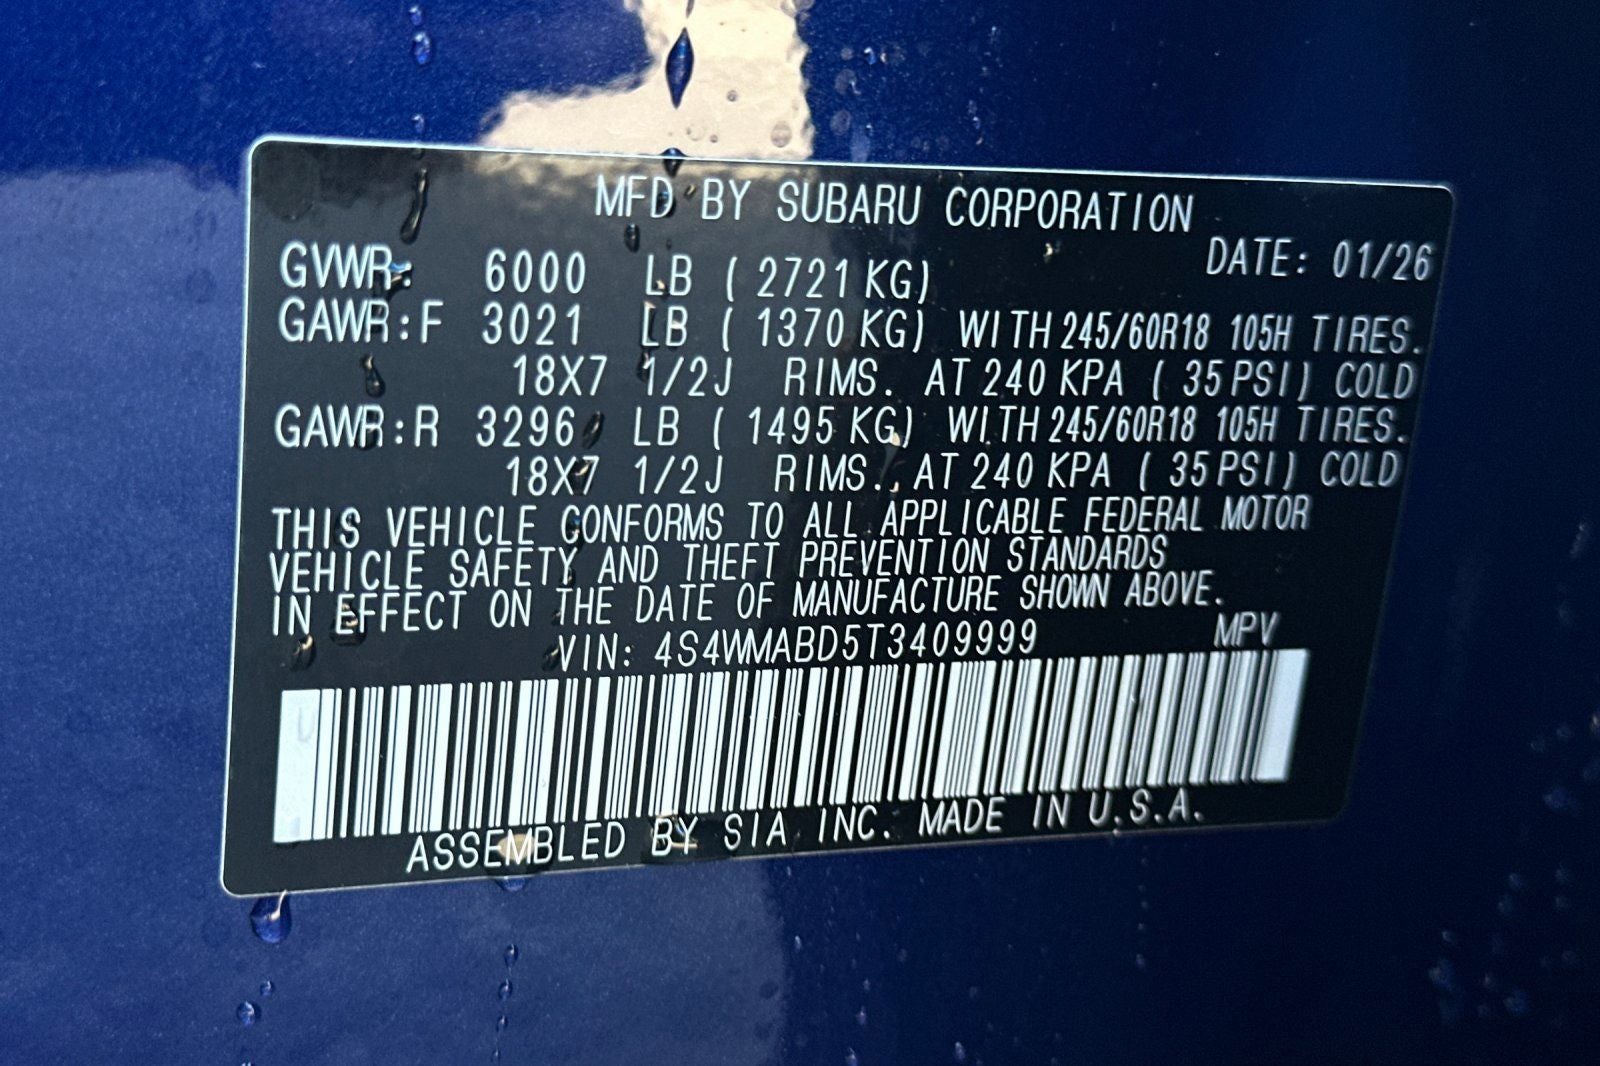 MFD BY SUBARU CORPORATION
DATE: 01/26
GVWR: 6000 LB ( 2721 KG)
GAWR:F 3021 LB ( 1370 KG) WITH 245/60R18 105H TIRES.
18X7 1/2J RIMS. AT 240 KPA ( 35 PSI) COLD
GAWR:R 3296 LB ( 1495 KG) WITH 245/60R18 105H TIRES.
18X7 1/2J RIMS. AT 240 KPA ( 35 PSI) COLD
THIS VEHICLE CONFORMS TO ALL APPLICABLE FEDERAL MOTOR
VEHICLE SAFETY AND THEFT PREVENTION STANDARDS
IN EFFECT ON THE DATE OF MANUFACTURE SHOWN ABOVE.
VIN: 4S4WMABD5T3409999 MPV
ASSEMBLED BY SIA INC. MADE IN U.S.A.